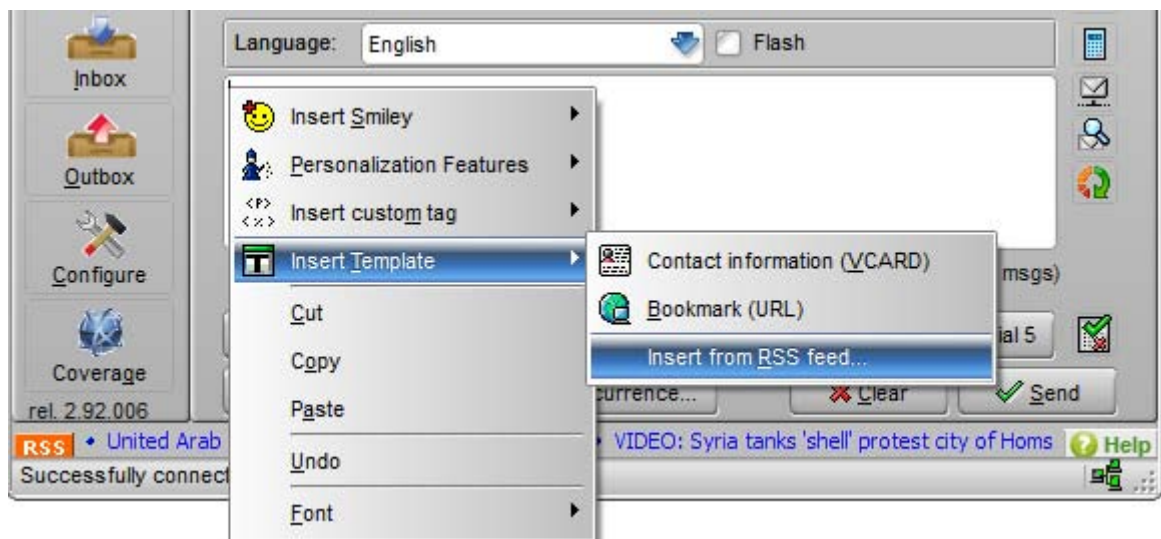 Language: English Flash
Inbox
Outbox
Configure
Coverage
rel. 2.92.006
Insert Smiley
Personalization Features
<P>
<%> Insert custom tag
Insert Template
Cut
Copy
Paste
Undo
Font
Contact information (VCARD)
Bookmark (URL)
Insert from RSS feed...
msgs)
ial 5
currence... Clear Send
RSS • United Arab • VIDEO: Syria tanks 'shell' protest city of Homs Help
Successfully connect